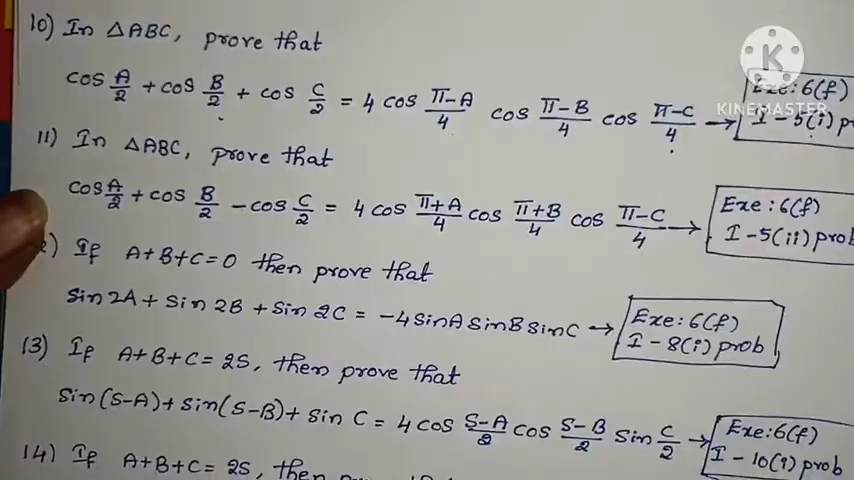 10) In △ABC, prove that
cos A/2 + cos B/2 + cos C/2 = 4 cos (π-A)/4 cos (π-B)/4 cos (π-C)/4 → Exe: 6(f)
I - 5(i) pr
KINEMASTER
11) In △ABC, prove that
cos A/2 + cos B/2 - cos C/2 = 4 cos (π+A)/4 cos (π+B)/4 cos (π-C)/4 → Exe: 6(f)
I - 5(ii) prob
2) If A+B+C=0 then prove that
sin 2A + sin 2B + sin 2C = -4 sinA sinB sinC → Exe: 6(f)
I - 8(i) prob
13) If A+B+C = 2S, then prove that
sin(S-A) + sin(S-B) + sin C = 4 cos (S-A)/2 cos (S-B)/2 sin C/2 → Exe: 6(f)
I - 10(i) prob
14) If A+B+C = 2S, then